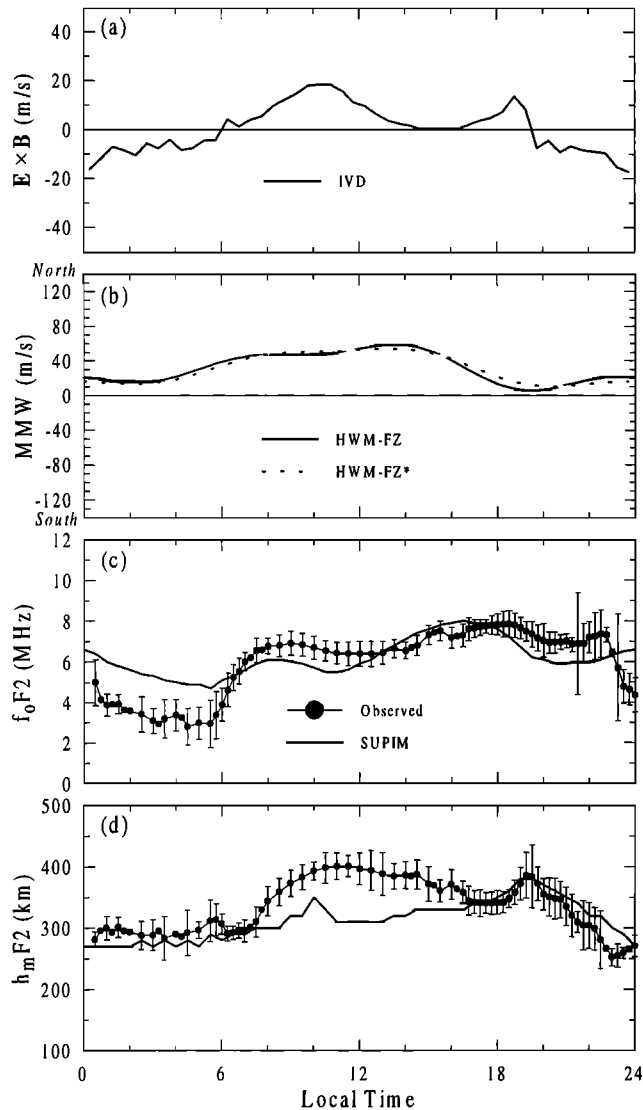 (a)
40
20
0
-20
-40
E × B (m/s)
IVD
North
(b)
120
80
40
0
-40
-80
-120
South
MMW (m/s)
HWM-FZ
HWM-FZ*
(c)
12
10
8
6
4
2
0
foF2 (MHz)
Observed
SUPIM
(d)
500
400
300
200
100
hmF2 (km)
0 6 12 18 24
Local Time